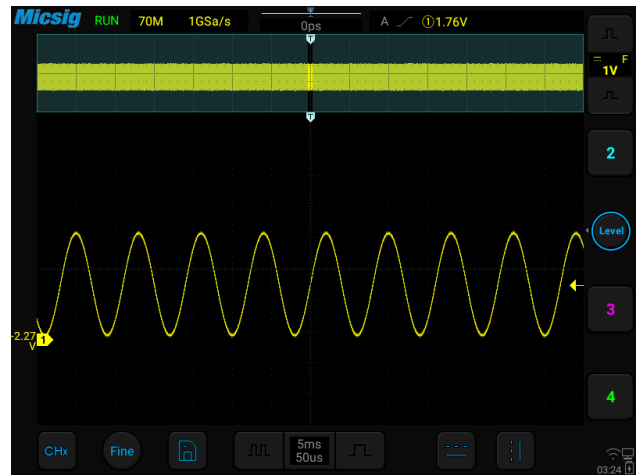 Micsig RUN 70M 1GSa/s 0ps A ①1.76V
T
F
1V
T
2
Level
-2.27
V
1
3
4
CHx Fine 5ms
50us
03:24